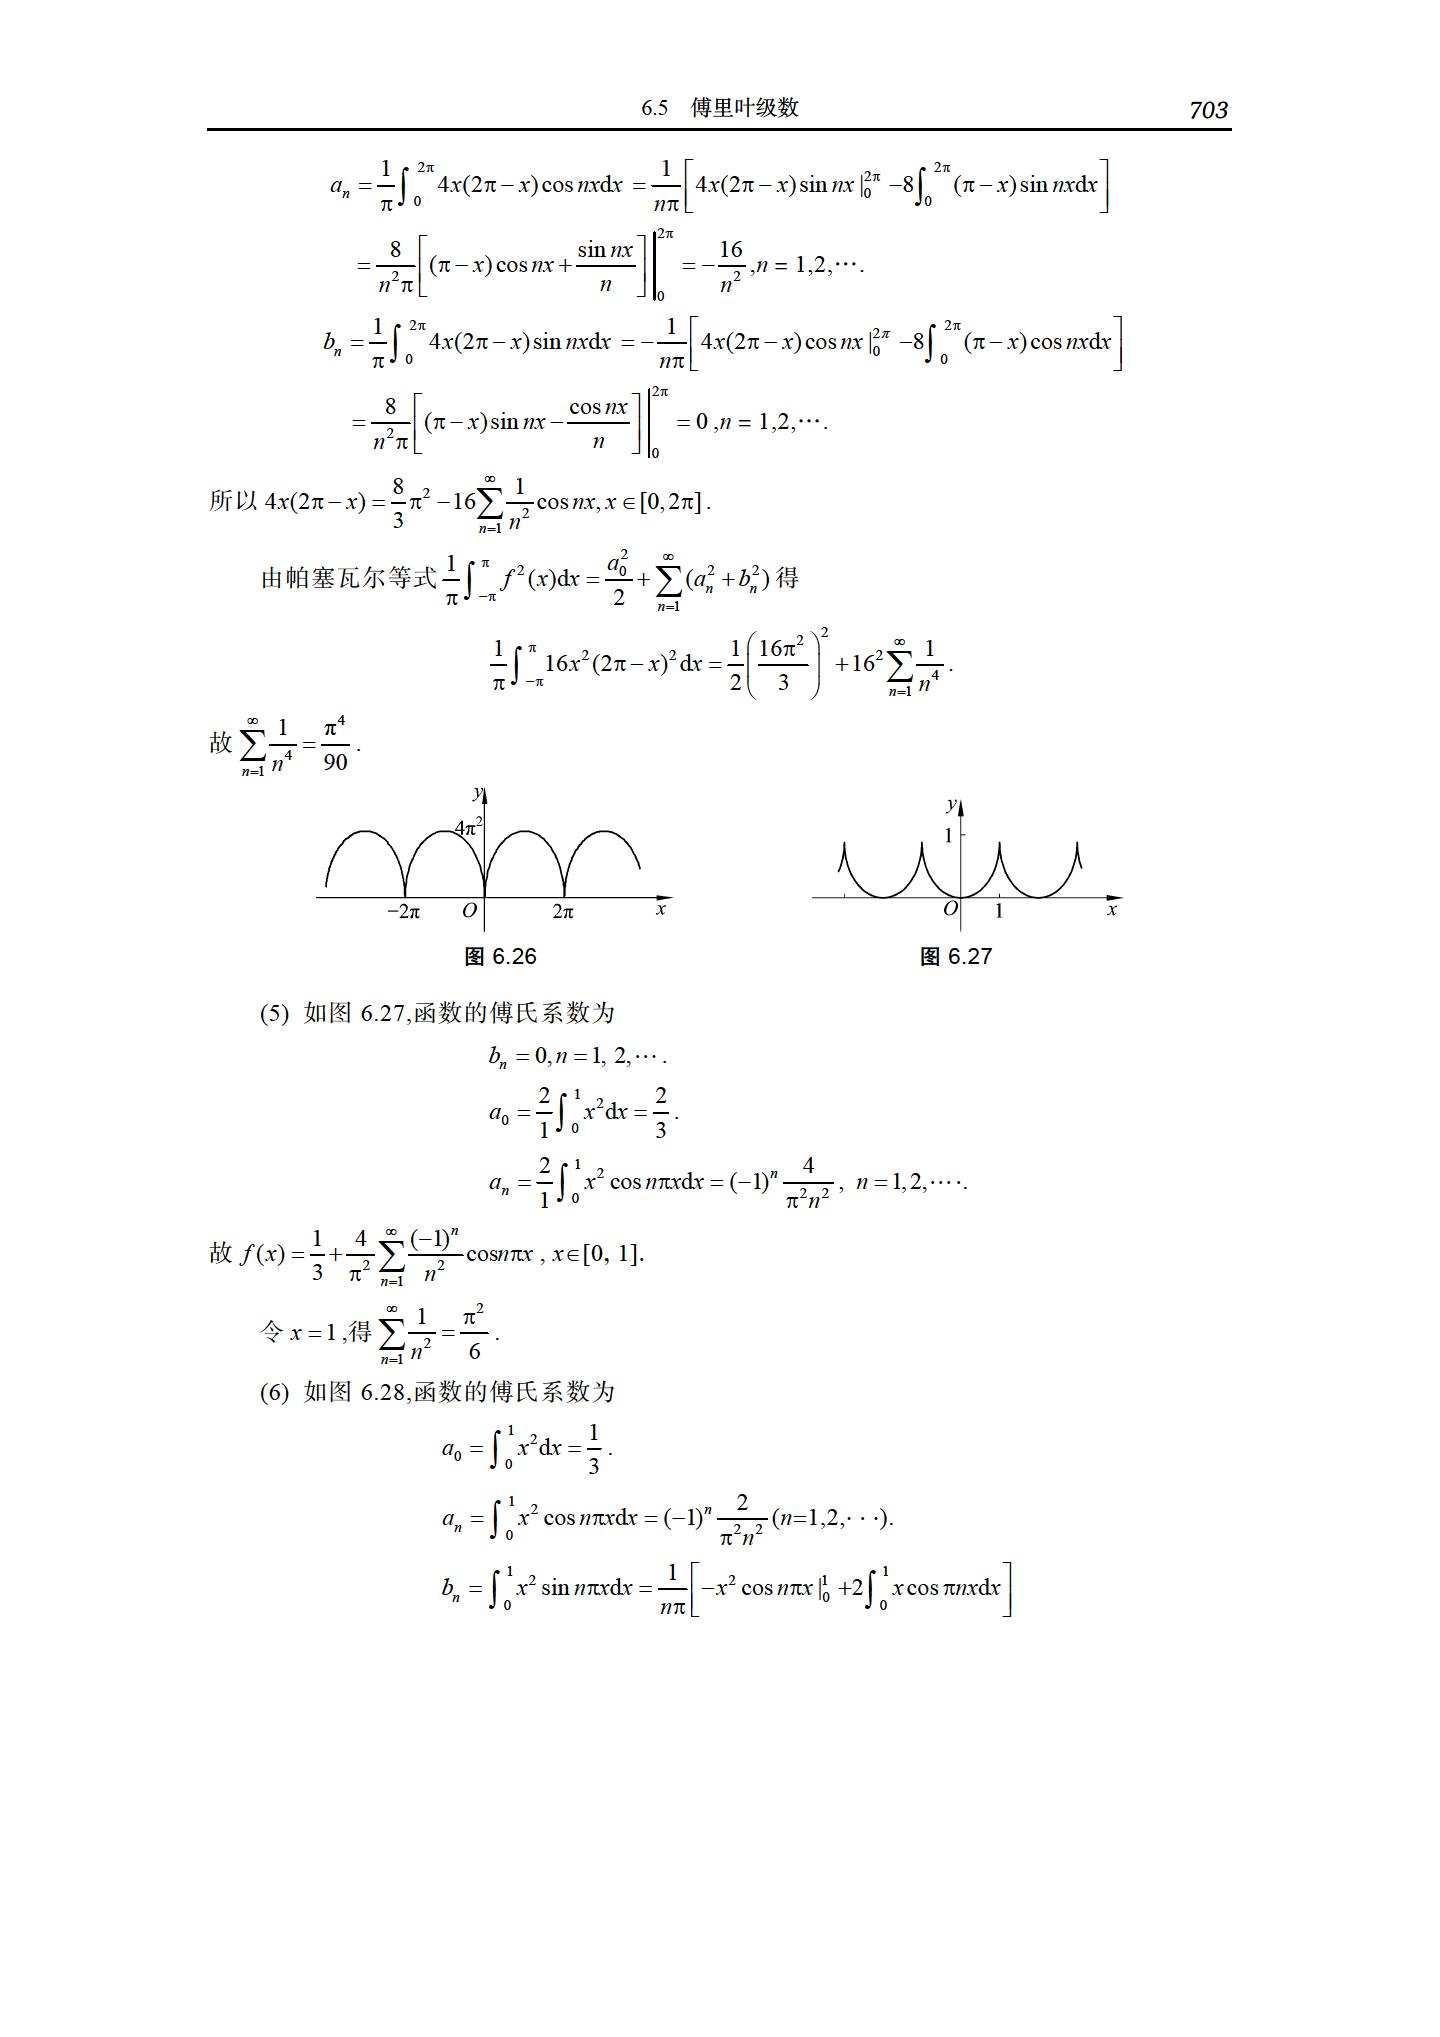 6.5 傅里叶级数 703
$a_n = \frac{1}{\pi}\int_0^{2\pi} 4x(2\pi - x)\cos nx\mathrm{d}x = \frac{1}{n\pi}\left[4x(2\pi - x)\sin nx\Big|_0^{2\pi} - 8\int_0^{2\pi}(\pi - x)\sin nx\mathrm{d}x\right]$
$= \frac{8}{n^2\pi}\left[(\pi - x)\cos nx + \frac{\sin nx}{n}\right]\Bigg|_0^{2\pi} = -\frac{16}{n^2}, n = 1,2,\cdots.$
$b_n = \frac{1}{\pi}\int_0^{2\pi} 4x(2\pi - x)\sin nx\mathrm{d}x = -\frac{1}{n\pi}\left[4x(2\pi - x)\cos nx\Big|_0^{2\pi} - 8\int_0^{2\pi}(\pi - x)\cos nx\mathrm{d}x\right]$
$= \frac{8}{n^2\pi}\left[(\pi - x)\sin nx - \frac{\cos nx}{n}\right]\Bigg|_0^{2\pi} = 0, n = 1,2,\cdots.$
所以 $4x(2\pi - x) = \frac{8}{3}\pi^2 - 16\sum_{n=1}^{\infty}\frac{1}{n^2}\cos nx, x \in [0, 2\pi].$
由帕塞瓦尔等式 $\frac{1}{\pi}\int_{-\pi}^{\pi} f^2(x)\mathrm{d}x = \frac{a_0^2}{2} + \sum_{n=1}^{\infty}(a_n^2 + b_n^2)$ 得
$\frac{1}{\pi}\int_{-\pi}^{\pi} 16x^2(2\pi - x)^2\mathrm{d}x = \frac{1}{2}\left(\frac{16\pi^2}{3}\right)^2 + 16^2\sum_{n=1}^{\infty}\frac{1}{n^4}.$
故 $\sum_{n=1}^{\infty}\frac{1}{n^4} = \frac{\pi^4}{90}.$
y
4π²
−2π O 2π x
图 6.26
y
1
O 1 x
图 6.27
(5) 如图 6.27,函数的傅氏系数为
$b_n = 0, n = 1, 2, \cdots.$
$a_0 = \frac{2}{1}\int_0^1 x^2\mathrm{d}x = \frac{2}{3}.$
$a_n = \frac{2}{1}\int_0^1 x^2\cos n\pi x\mathrm{d}x = (-1)^n\frac{4}{\pi^2 n^2}, n = 1, 2, \cdots.$
故 $f(x) = \frac{1}{3} + \frac{4}{\pi^2}\sum_{n=1}^{\infty}\frac{(-1)^n}{n^2}\cos n\pi x, x \in [0, 1].$
令 $x = 1$,得 $\sum_{n=1}^{\infty}\frac{1}{n^2} = \frac{\pi^2}{6}.$
(6) 如图 6.28,函数的傅氏系数为
$a_0 = \int_0^1 x^2\mathrm{d}x = \frac{1}{3}.$
$a_n = \int_0^1 x^2\cos n\pi x\mathrm{d}x = (-1)^n\frac{2}{\pi^2 n^2} (n=1,2,\cdots).$
$b_n = \int_0^1 x^2\sin n\pi x\mathrm{d}x = \frac{1}{n\pi}\left[-x^2\cos n\pi x\Big|_0^1 + 2\int_0^1 x\cos \pi nx\mathrm{d}x\right]$